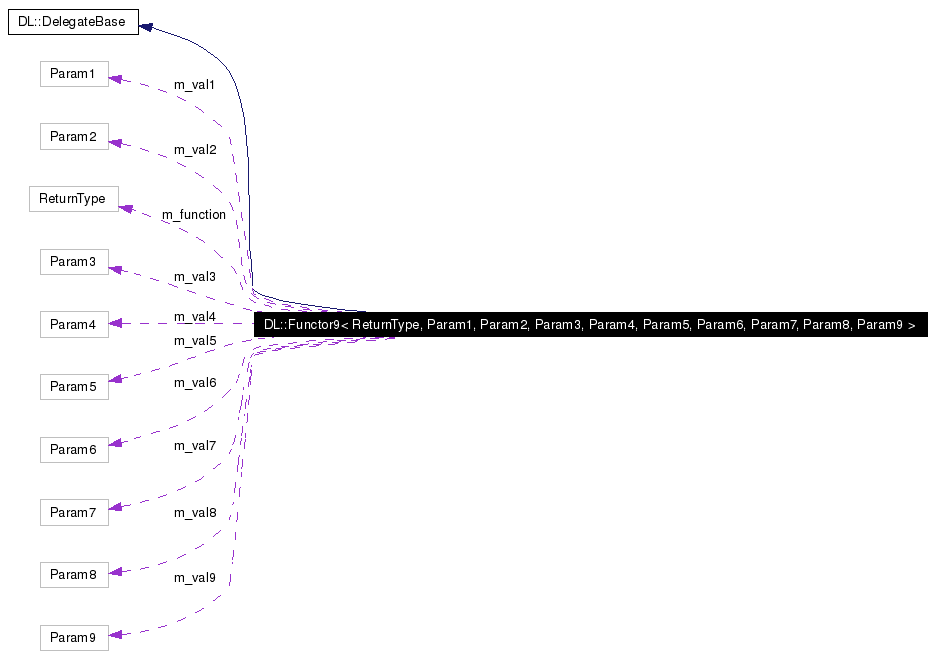 DL::DelegateBase
Param1
m_val1
Param2
m_val2
ReturnType
m_function
Param3
m_val3
Param4
m_val4
DL::Functor9< ReturnType, Param1, Param2, Param3, Param4, Param5, Param6, Param7, Param8, Param9 >
m_val5
Param5
m_val6
Param6
m_val7
Param7
m_val8
Param8
m_val9
Param9